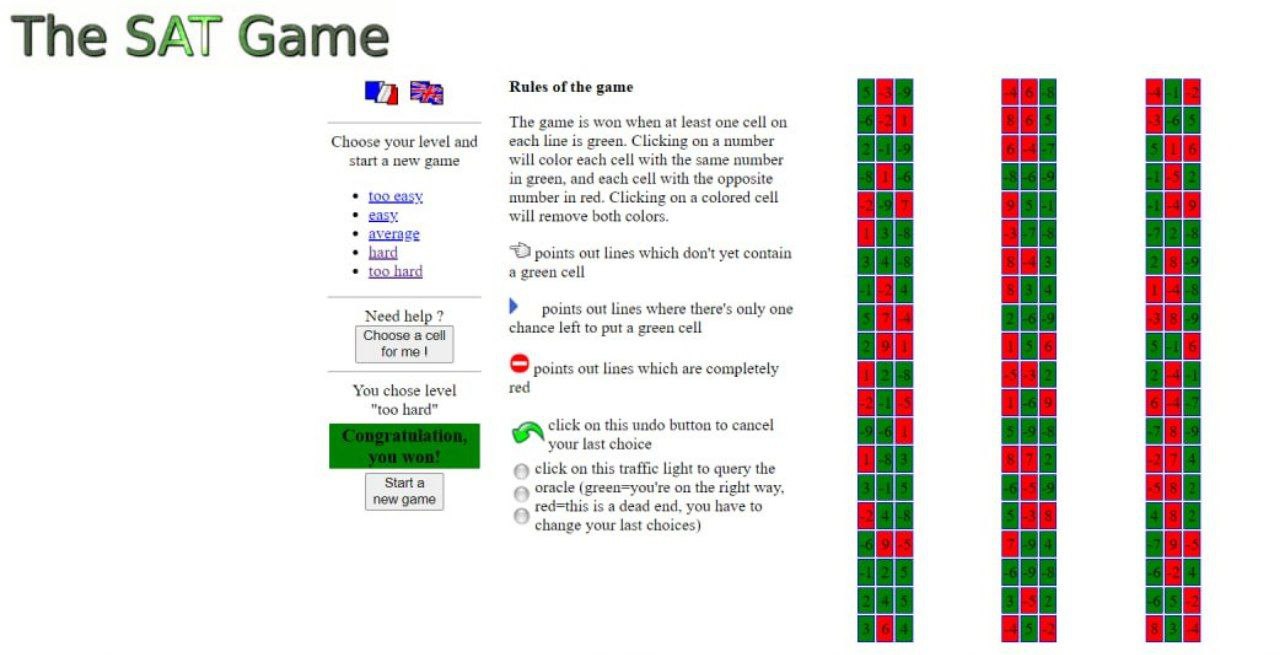 The SAT Game
Choose your level and
start a new game
too easy
easy
average
hard
too hard
Need help ?
Choose a cell
for me !
You chose level
"too hard"
Congratulation,
you won!
Start a
new game
Rules of the game
The game is won when at least one cell on
each line is green. Clicking on a number
will color each cell with the same number
in green, and each cell with the opposite
number in red. Clicking on a colored cell
will remove both colors.
points out lines which don't yet contain
a green cell
points out lines where there's only one
chance left to put a green cell
points out lines which are completely
red
click on this undo button to cancel
your last choice
click on this traffic light to query the
oracle (green=you're on the right way,
red=this is a dead end, you have to
change your last choices)
5 -3 -9
-6 -2 1
2 -1 -9
-8 1 -6
-2 -9 7
1 3 -8
3 4 -8
-1 -2 4
5 7 -4
2 9 1
1 2 -8
-2 -1 -5
-9 -6 1
1 -8 3
3 -1 5
-2 4 -8
-6 9 -5
-1 2 5
2 4 5
3 6 4
-4 6 -8
8 6 5
6 -4 -7
-8 -6 -9
9 5 -1
-3 -7 -8
8 -4 3
8 3 4
2 -6 -9
1 5 6
-5 -3 2
1 -6 9
5 -9 -8
8 7 2
-6 -5 -9
5 -3 8
7 -9 4
-6 -9 -8
3 -5 2
-4 5 -2
-4 -1 -2
-3 -6 5
5 1 6
-1 -5 2
-1 -4 9
-7 2 -8
2 8 -9
1 -4 -8
-3 8 -9
5 -1 6
2 -4 -1
6 -4 -7
-7 8 -9
-2 7 4
-5 8 2
4 8 2
-7 9 -5
-6 -2 4
-6 5 -2
8 3 -4